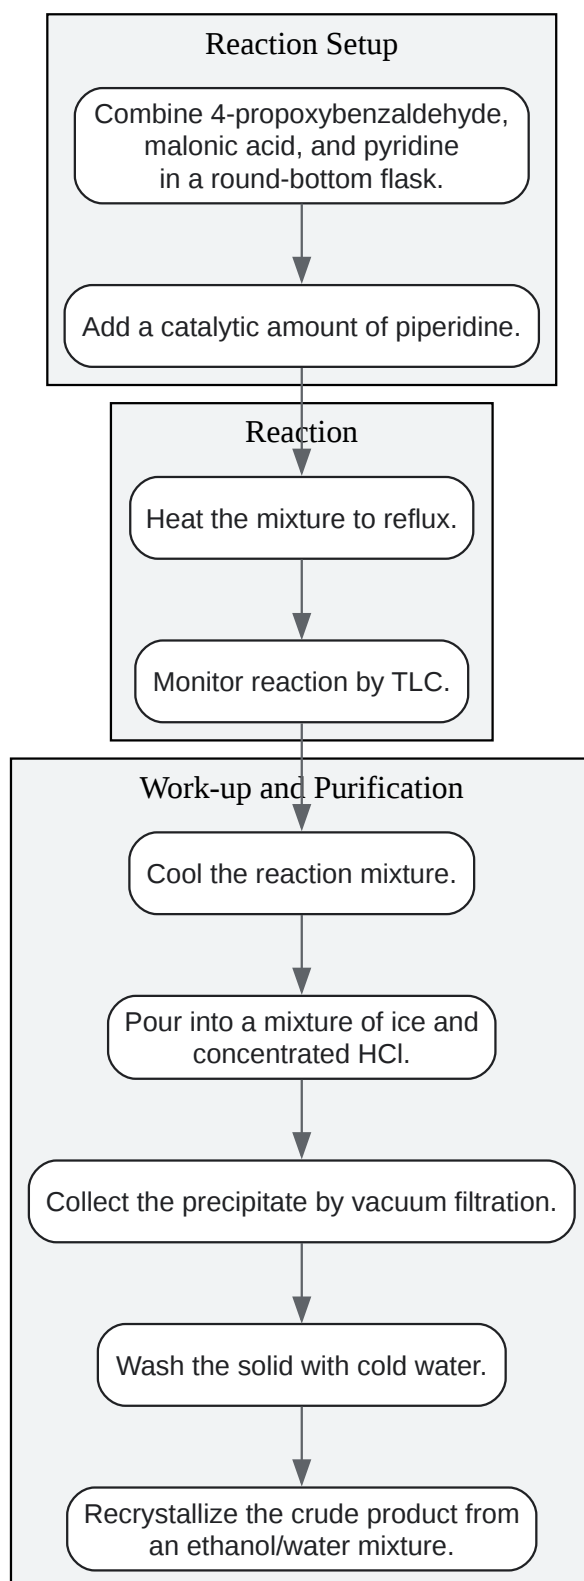 Reaction Setup
Combine 4-propoxybenzaldehyde,
malonic acid, and pyridine
in a round-bottom flask.
Add a catalytic amount of piperidine.
Reaction
Heat the mixture to reflux.
Monitor reaction by TLC.
Work-up and Purification
Cool the reaction mixture.
Pour into a mixture of ice and
concentrated HCl.
Collect the precipitate by vacuum filtration.
Wash the solid with cold water.
Recrystallize the crude product from
an ethanol/water mixture.